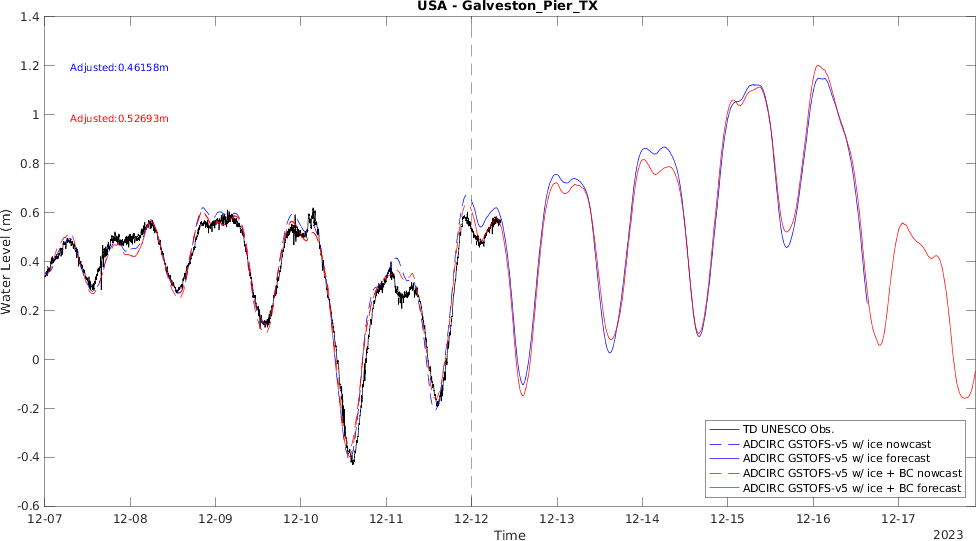 USA - Galveston_Pier_TX
1.4
1.2
1
0.8
0.6
0.4
0.2
0
-0.2
-0.4
-0.6
Water Level (m)
Adjusted:0.46158m
Adjusted:0.52693m
TD UNESCO Obs.
ADCIRC GSTOFS-v5 w/ ice nowcast
ADCIRC GSTOFS-v5 w/ ice forecast
ADCIRC GSTOFS-v5 w/ice + BC nowcast
ADCIRC GSTOFS-v5 w/ice + BC forecast
12-07 12-08 12-09 12-10 12-11 12-12 12-13 12-14 12-15 12-16 12-17
Time
2023